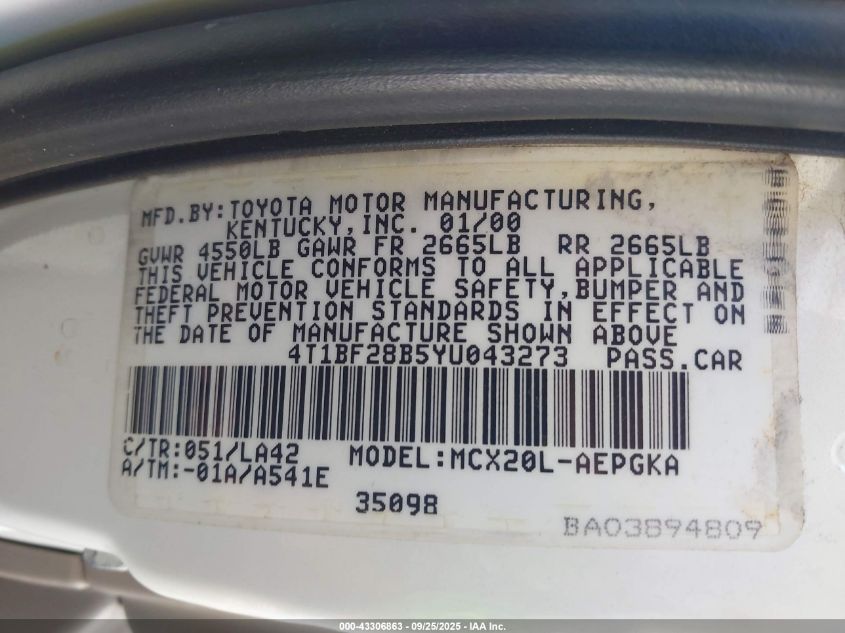 MFD.BY:TOYOTA MOTOR MANUFACTURING,
KENTUCKY,INC. 01/00
GVWR 4550LB GAWR FR 2665LB RR 2665LB
THIS VEHICLE CONFORMS TO ALL APPLICABLE
FEDERAL MOTOR VEHICLE SAFETY,BUMPER AND
THEFT PREVENTION STANDARDS IN EFFECT ON
THE DATE OF MANUFACTURE SHOWN ABOVE
4T1BF28B5YU043273 PASS.CAR
C/TR:051/LA42 MODEL:MCX20L-AEPGKA
A/TM:-01A/A541E
35098
BA03894809
000-43306863 - 09/25/2025 - IAA Inc.